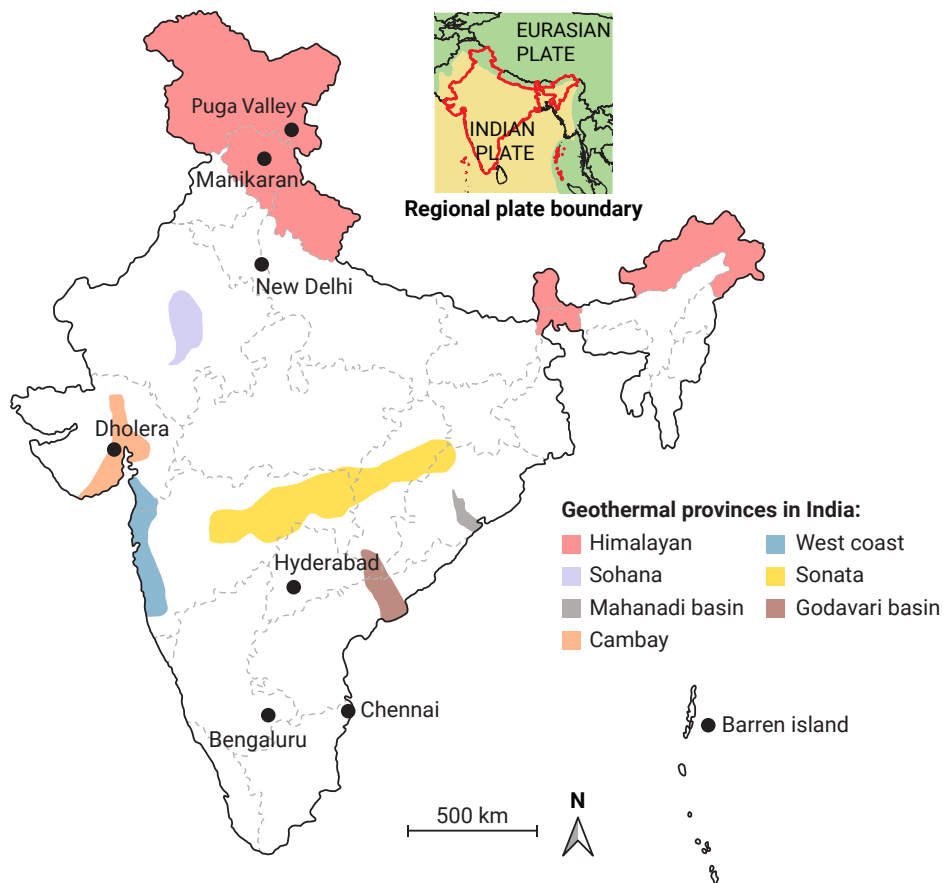 EURASIAN
PLATE
INDIAN
PLATE
Regional plate boundary
Puga Valley
Manikaran
New Delhi
Dholera
Hyderabad
Chennai
Bengaluru
Barren island
Geothermal provinces in India:
Himalayan
West coast
Sohana
Sonata
Mahanadi basin
Godavari basin
Cambay
500 km
N